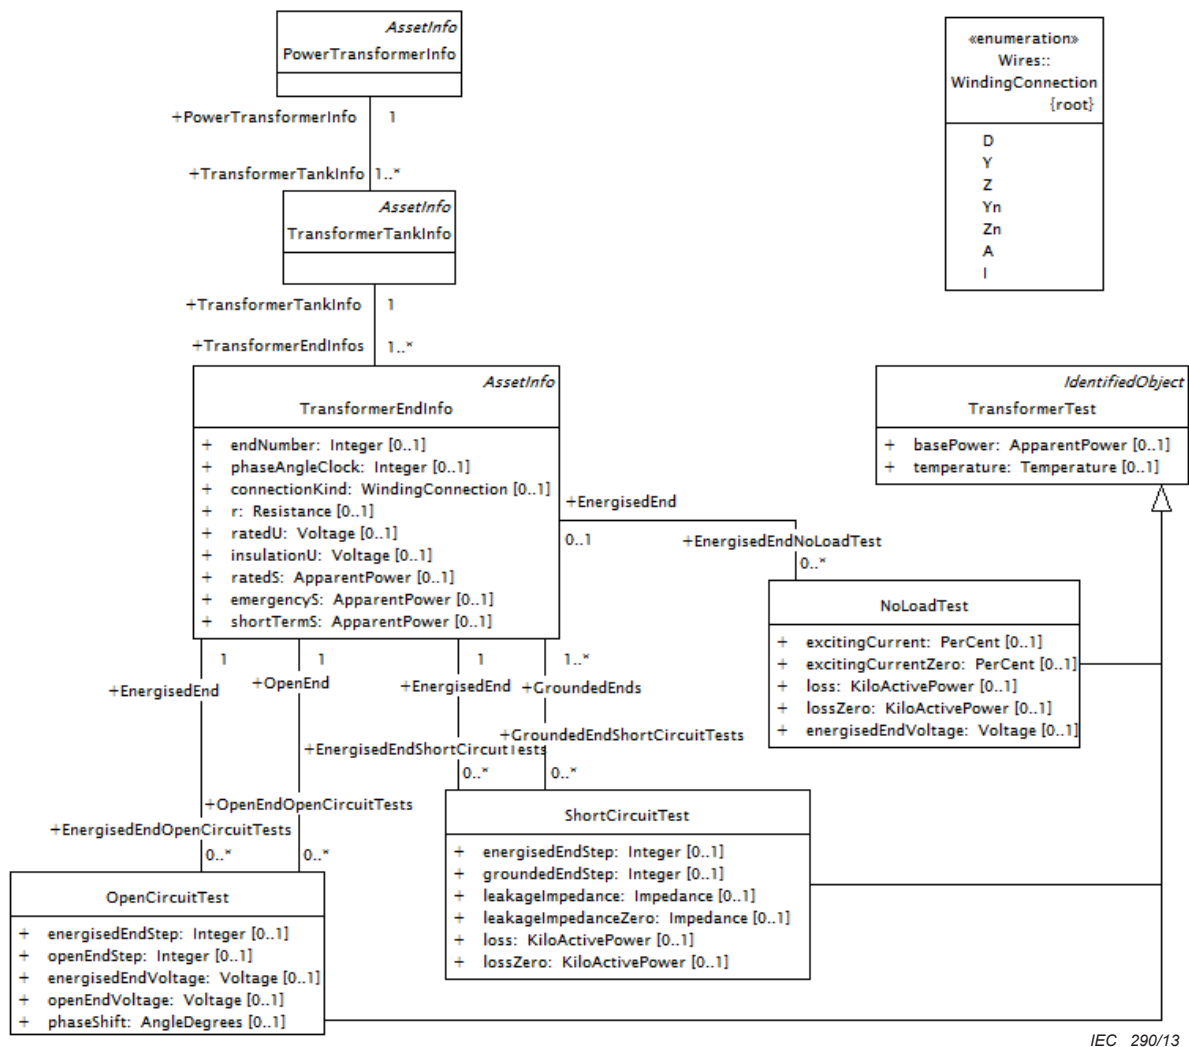 AssetInfo
PowerTransformerInfo
+PowerTransformerInfo 1
+TransformerTankInfo 1..*
AssetInfo
TransformerTankInfo
+TransformerTankInfo 1
+TransformerEndInfos 1..*
AssetInfo
TransformerEndInfo
+ endNumber: Integer [0..1]
+ phaseAngleClock: Integer [0..1]
+ connectionKind: WindingConnection [0..1]
+ r: Resistance [0..1]
+ ratedU: Voltage [0..1]
+ insulationU: Voltage [0..1]
+ ratedS: ApparentPower [0..1]
+ emergencyS: ApparentPower [0..1]
+ shortTermS: ApparentPower [0..1]
«enumeration»
Wires::
WindingConnection
{root}
D
Y
Z
Yn
Zn
A
I
IdentifiedObject
TransformerTest
+ basePower: ApparentPower [0..1]
+ temperature: Temperature [0..1]
+EnergisedEnd
0..1
+EnergisedEndNoLoadTest
0..*
NoLoadTest
+ excitingCurrent: PerCent [0..1]
+ excitingCurrentZero: PerCent [0..1]
+ loss: KiloActivePower [0..1]
+ lossZero: KiloActivePower [0..1]
+ energisedEndVoltage: Voltage [0..1]
1
+EnergisedEnd
1
+OpenEnd
1
+EnergisedEnd
1..*
+GroundedEnds
+GroundedEndShortCircuitTests
+EnergisedEndShortCircuitTests
0..*
0..*
+OpenEndOpenCircuitTests
+EnergisedEndOpenCircuitTests
0..*
0..*
ShortCircuitTest
+ energisedEndStep: Integer [0..1]
+ groundedEndStep: Integer [0..1]
+ leakageImpedance: Impedance [0..1]
+ leakageImpedanceZero: Impedance [0..1]
+ loss: KiloActivePower [0..1]
+ lossZero: KiloActivePower [0..1]
OpenCircuitTest
+ energisedEndStep: Integer [0..1]
+ openEndStep: Integer [0..1]
+ energisedEndVoltage: Voltage [0..1]
+ openEndVoltage: Voltage [0..1]
+ phaseShift: AngleDegrees [0..1]
IEC 290/13